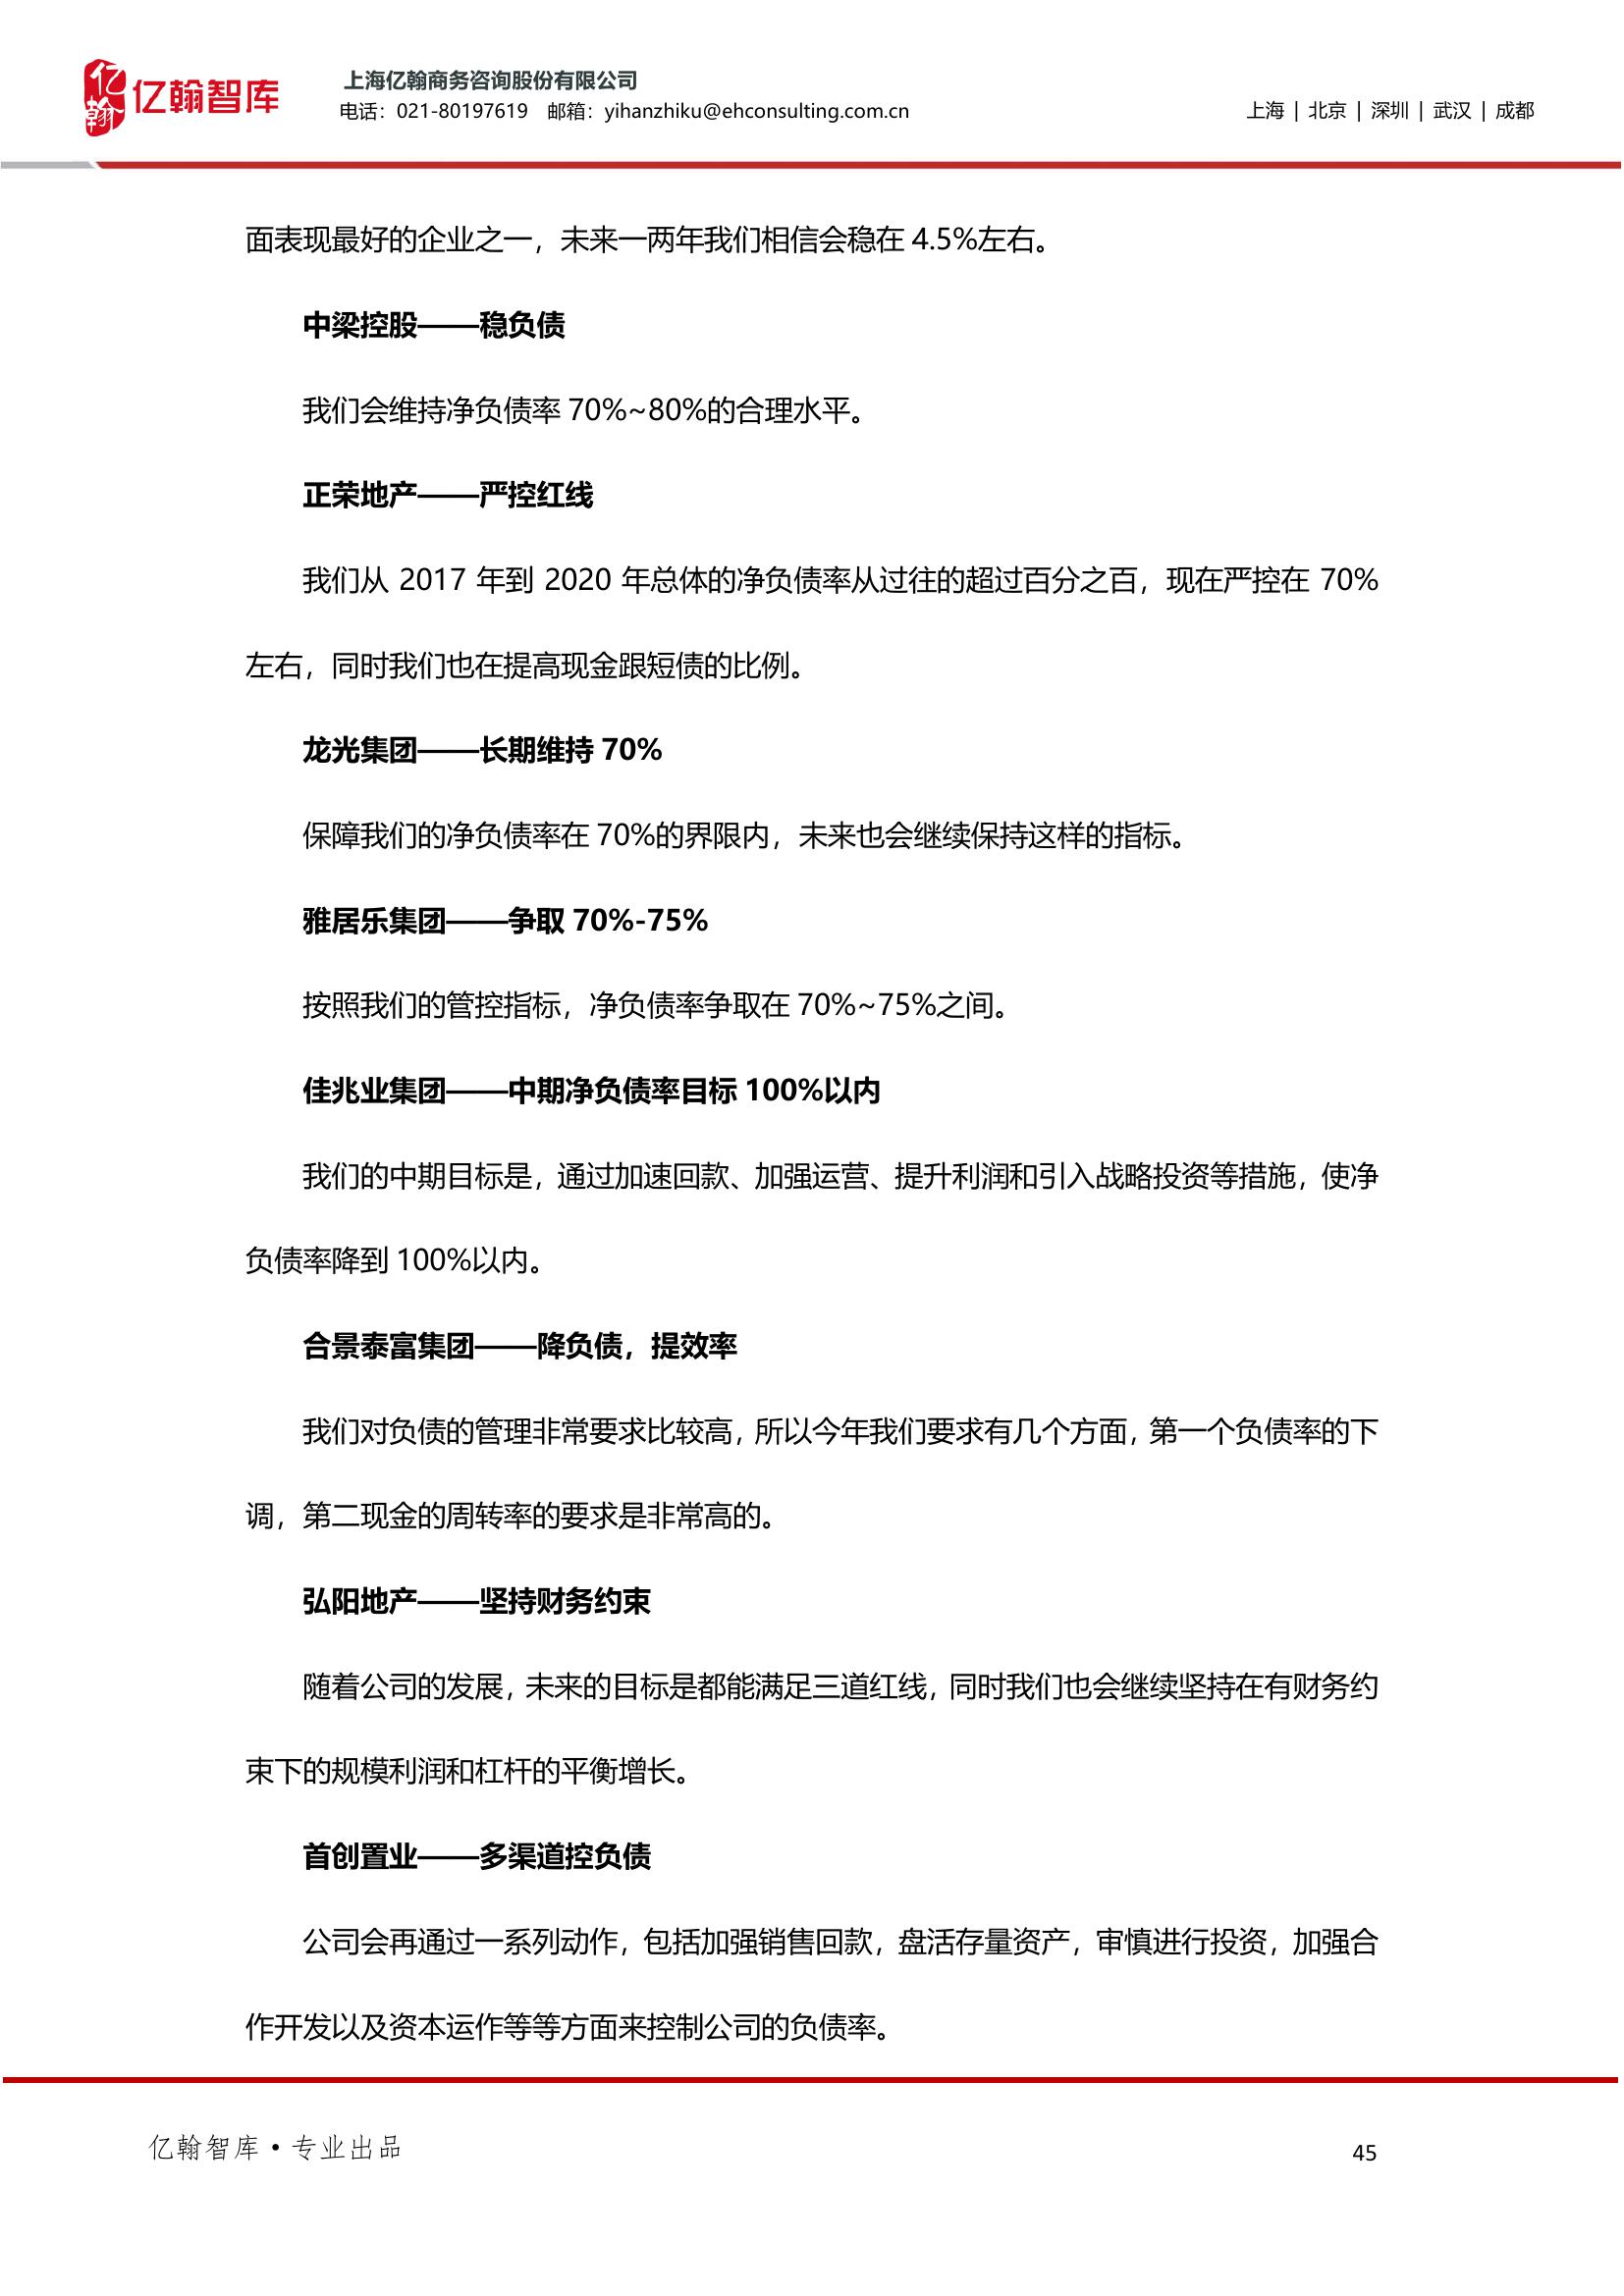 亿翰
亿翰智库
上海亿翰商务咨询股份有限公司
电话：021-80197619 邮箱：yihanzhiku@ehconsulting.com.cn
上海 | 北京 | 深圳 | 武汉 | 成都
面表现最好的企业之一，未来一两年我们相信会稳在 4.5%左右。
中梁控股——稳负债
我们会维持净负债率 70%~80%的合理水平。
正荣地产——严控红线
我们从 2017 年到 2020 年总体的净负债率从过往的超过百分之百，现在严控在 70%
左右，同时我们也在提高现金跟短债的比例。
龙光集团——长期维持 70%
保障我们的净负债率在 70%的界限内，未来也会继续保持这样的指标。
雅居乐集团——争取 70%-75%
按照我们的管控指标，净负债率争取在 70%~75%之间。
佳兆业集团——中期净负债率目标 100%以内
我们的中期目标是，通过加速回款、加强运营、提升利润和引入战略投资等措施，使净
负债率降到 100%以内。
合景泰富集团——降负债，提效率
我们对负债的管理非常要求比较高，所以今年我们要求有几个方面，第一个负债率的下
调，第二现金的周转率的要求是非常高的。
弘阳地产——坚持财务约束
随着公司的发展，未来的目标是都能满足三道红线，同时我们也会继续坚持在有财务约
束下的规模利润和杠杆的平衡增长。
首创置业——多渠道控负债
公司会再通过一系列动作，包括加强销售回款，盘活存量资产，审慎进行投资，加强合
作开发以及资本运作等等方面来控制公司的负债率。
亿翰智库·专业出品
45